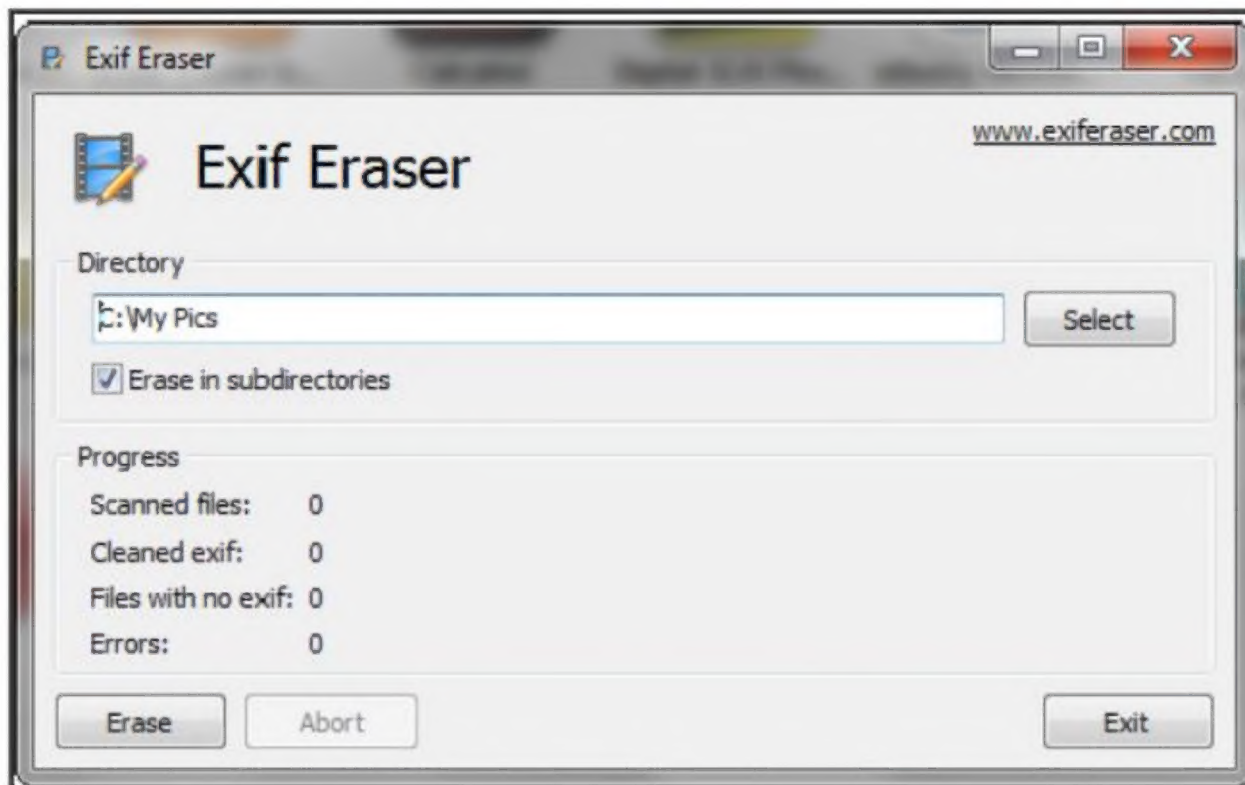 Exif Eraser
www.exiferaser.com
Exif Eraser
Directory
C:\My Pics
Select
Erase in subdirectories
Progress
Scanned files: 0
Cleaned exif: 0
Files with no exif: 0
Errors: 0
Erase
Abort
Exit